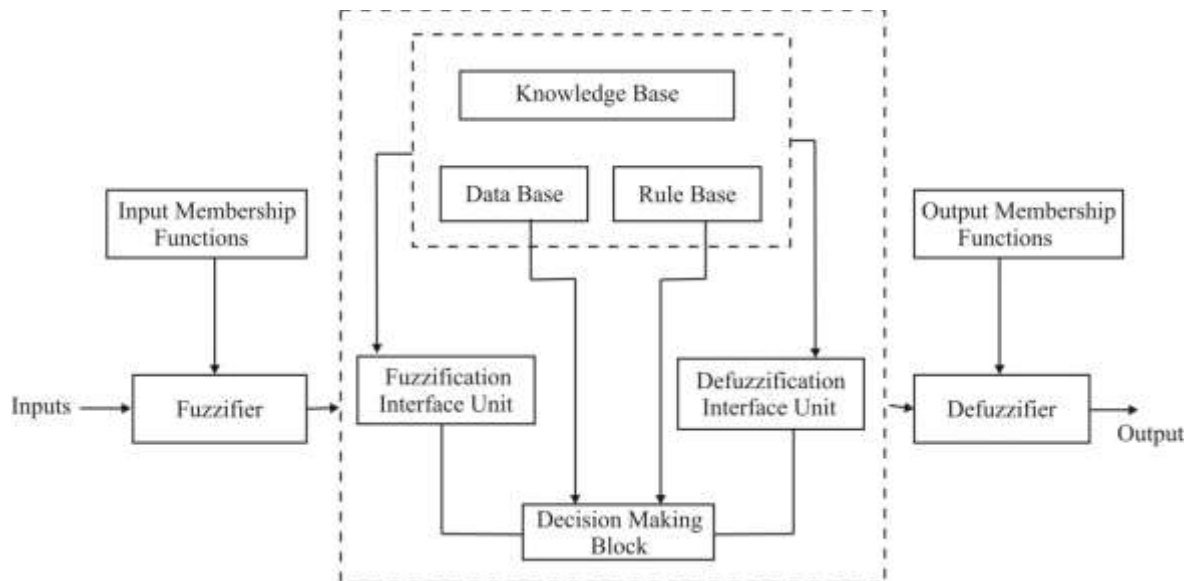 Knowledge Base
Data Base
Rule Base
Input Membership
Functions
Output Membership
Functions
Fuzzification
Interface Unit
Defuzzification
Interface Unit
Inputs
Fuzzifier
Defuzzifier
Output
Decision Making
Block